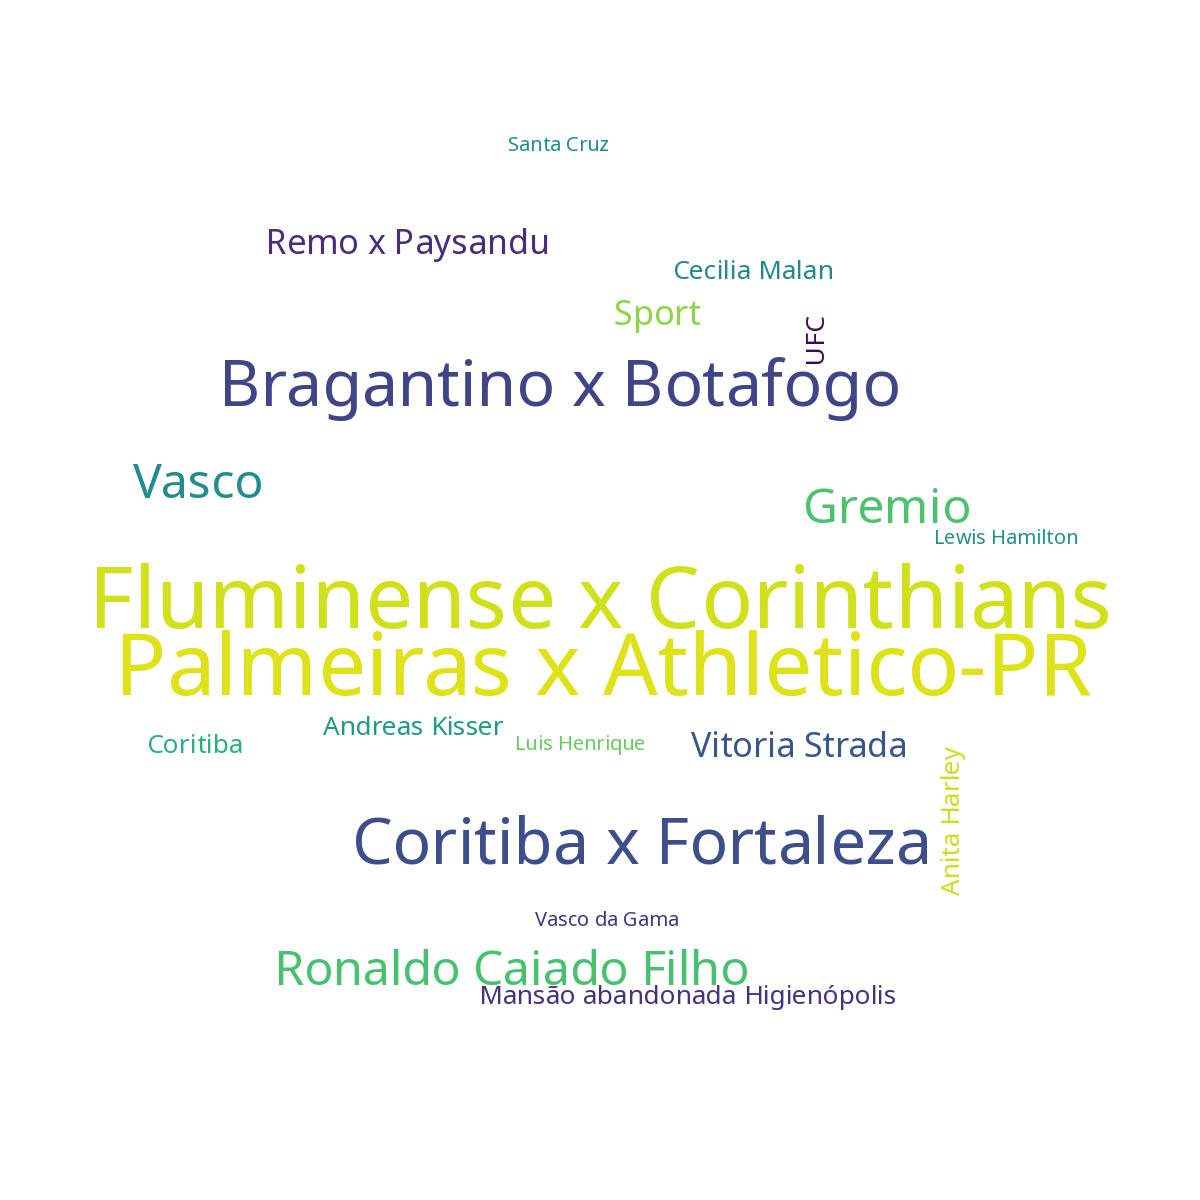 Santa Cruz
Remo x Paysandu
Cecilia Malan
Sport
UFC
Bragantino x Botafogo
Vasco
Gremio
Lewis Hamilton
Fluminense x Corinthians
Palmeiras x Athletico-PR
Andreas Kisser
Coritiba
Luis Henrique
Vitoria Strada
Anita Harley
Coritiba x Fortaleza
Vasco da Gama
Ronaldo Caiado Filho
Mansão abandonada Higienópolis